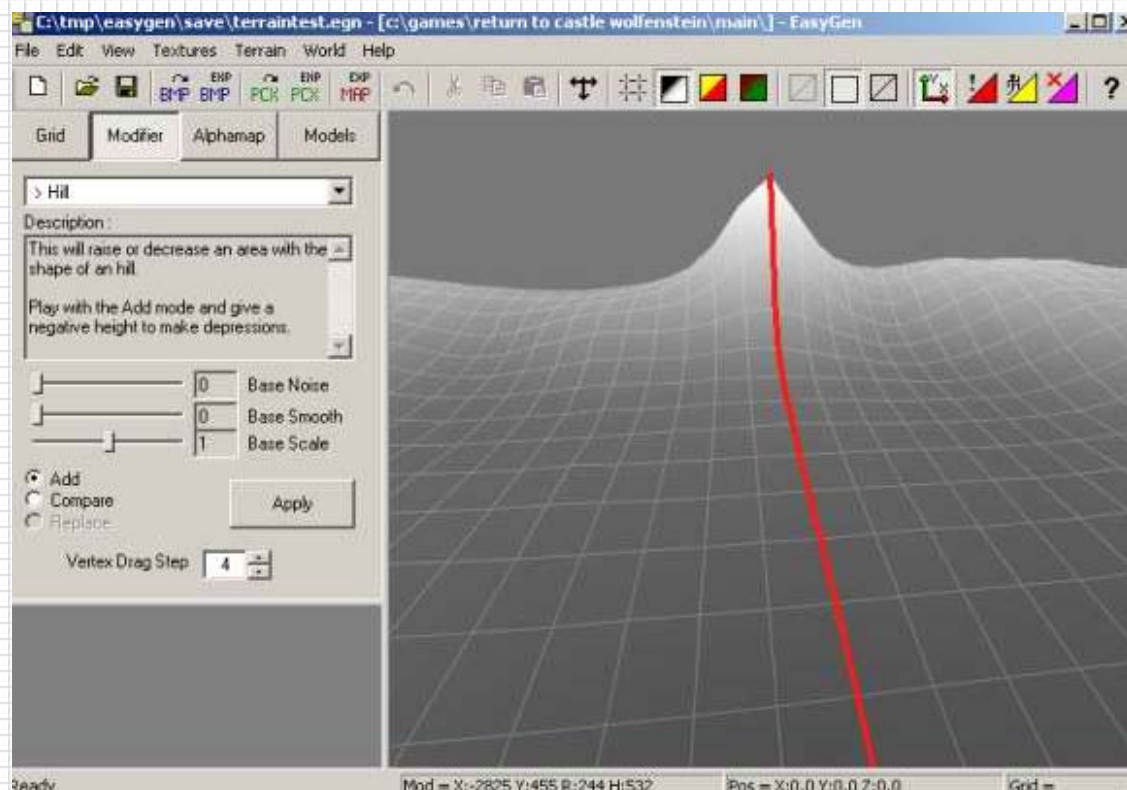 C:\tmp\easygen\save\terraintest.egn - [c:\games\return to castle wolfenstein\main\] - EasyGen
File Edit View Textures Terrain World Help
BMP EXP BMP PCX EXP PCX EXP MAP
?
Grid Modifier Alphamap Models
> Hill
Description :
This will raise or decrease an area with the
shape of an hill.
Play with the Add mode and give a
negative height to make depressions.
0 Base Noise
0 Base Smooth
1 Base Scale
Add
Compare
Replace
Apply
Vertex Drag Step 4
Ready Mod = X:-2825 Y:455 R:244 H:532 Pos = X:0.0 Y:0.0 Z:0.0 Grid =